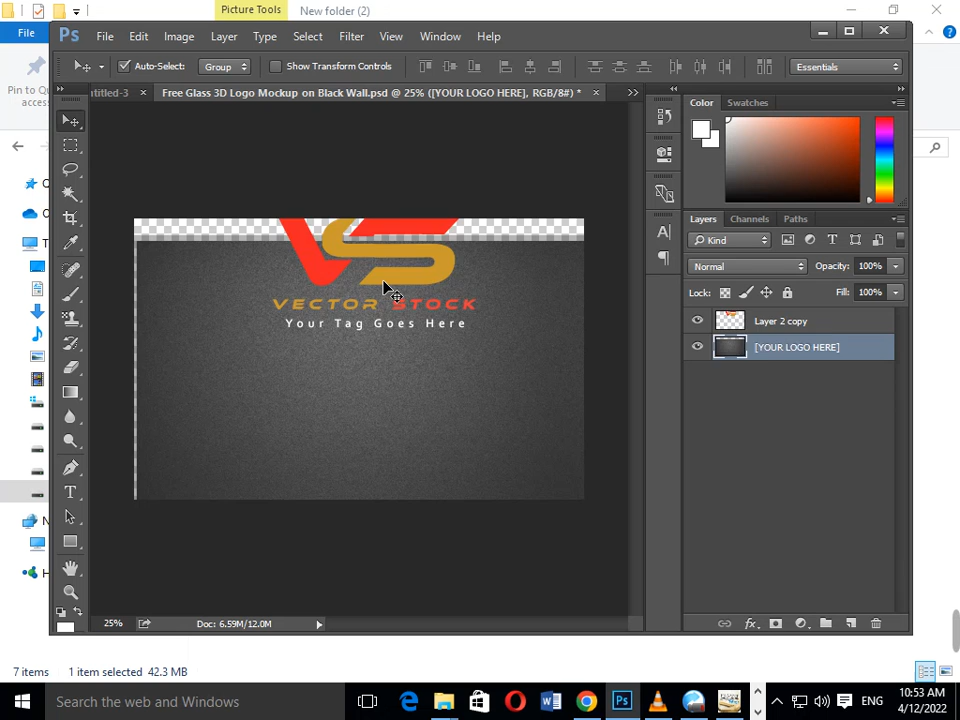 Picture Tools
New folder (2)
File
Pin to Qu
access
7 items
1 item selected 42.3 MB
Ps
File
Edit
Image
Layer
Type
Select
Filter
View
Window
Help
Auto-Select:
Group
Show Transform Controls
Essentials
ntitled-3
Free Glass 3D Logo Mockup on Black Wall.psd @ 25% ([YOUR LOGO HERE], RGB/8#) *
VECTOR STOCK
Your Tag Goes Here
25%
Doc: 6.59M/12.0M
Color
Swatches
Layers
Channels
Paths
Kind
Normal
Opacity: 100%
Lock:
Fill: 100%
Layer 2 copy
[YOUR LOGO HERE]
fx
Search the web and Windows
ENG
10:53 AM
4/12/2022